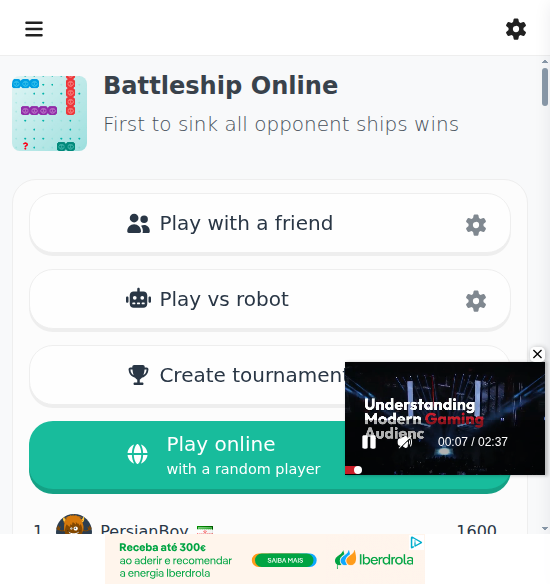 Battleship Online
First to sink all opponent ships wins
Play with a friend
Play vs robot
Create tournament
Understanding
Modern Gaming
Audienc
00:07 / 02:37
Play online
with a random player
1 PersianBoy 1600
Receba até 300€
ao aderir e recomendar
a energia Iberdrola
SAIBA MAIS
Iberdrola